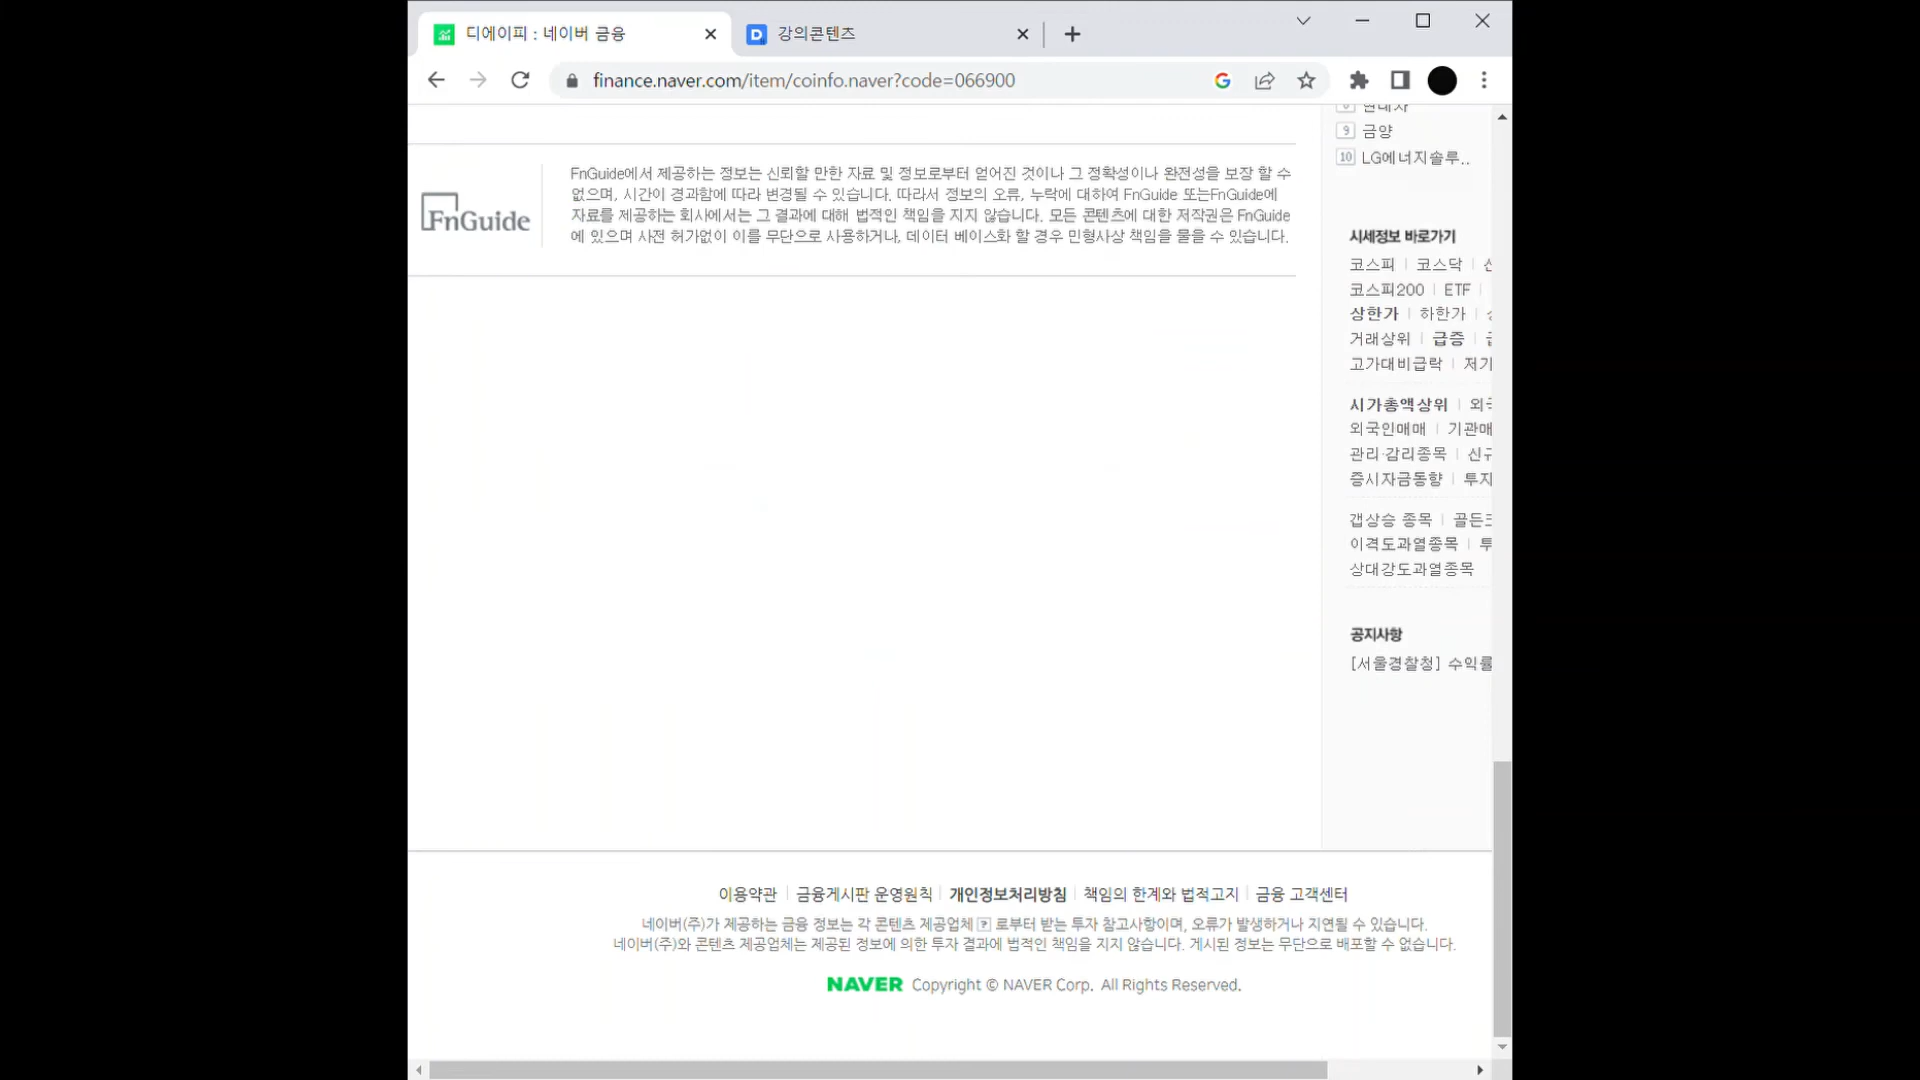 디에이피 : 네이버 금융
강의콘텐츠
finance.naver.com/item/coinfo.naver?code=066900
현대차
9 금양
10 LG에너지솔루..
FnGuide
FnGuide에서 제공하는 정보는 신뢰할 만한 자료 및 정보로부터 얻어진 것이나 그 정확성이나 완전성을 보장 할 수
없으며, 시간이 경과함에 따라 변경될 수 있습니다. 따라서 정보의 오류, 누락에 대하여 FnGuide 또는FnGuide에
자료를 제공하는 회사에서는 그 결과에 대해 법적인 책임을 지지 않습니다. 모든 콘텐츠에 대한 저작권은 FnGuide
에 있으며 사전 허가없이 이를 무단으로 사용하거나, 데이터 베이스화 할 경우 민형사상 책임을 물을 수 있습니다.
시세정보 바로가기
코스피 | 코스닥 |
코스피200 | ETF |
상한가 | 하한가 |
거래상위 | 급증 |
고가대비급락 | 저가
시가총액상위 | 외국
외국인매매 | 기관매
관리·감리종목 | 신규
증시자금동향 | 투자
갭상승 종목 | 골든크
이격도과열종목 | 투
상대강도과열종목
공지사항
[서울경찰청] 수익률
이용약관 | 금융게시판 운영원칙 | 개인정보처리방침 | 책임의 한계와 법적고지 | 금융 고객센터
네이버(주)가 제공하는 금융 정보는 각 콘텐츠 제공업체 ? 로부터 받는 투자 참고사항이며, 오류가 발생하거나 지연될 수 있습니다.
네이버(주)와 콘텐츠 제공업체는 제공된 정보에 의한 투자 결과에 법적인 책임을 지지 않습니다. 게시된 정보는 무단으로 배포할 수 없습니다.
NAVER Copyright © NAVER Corp. All Rights Reserved.